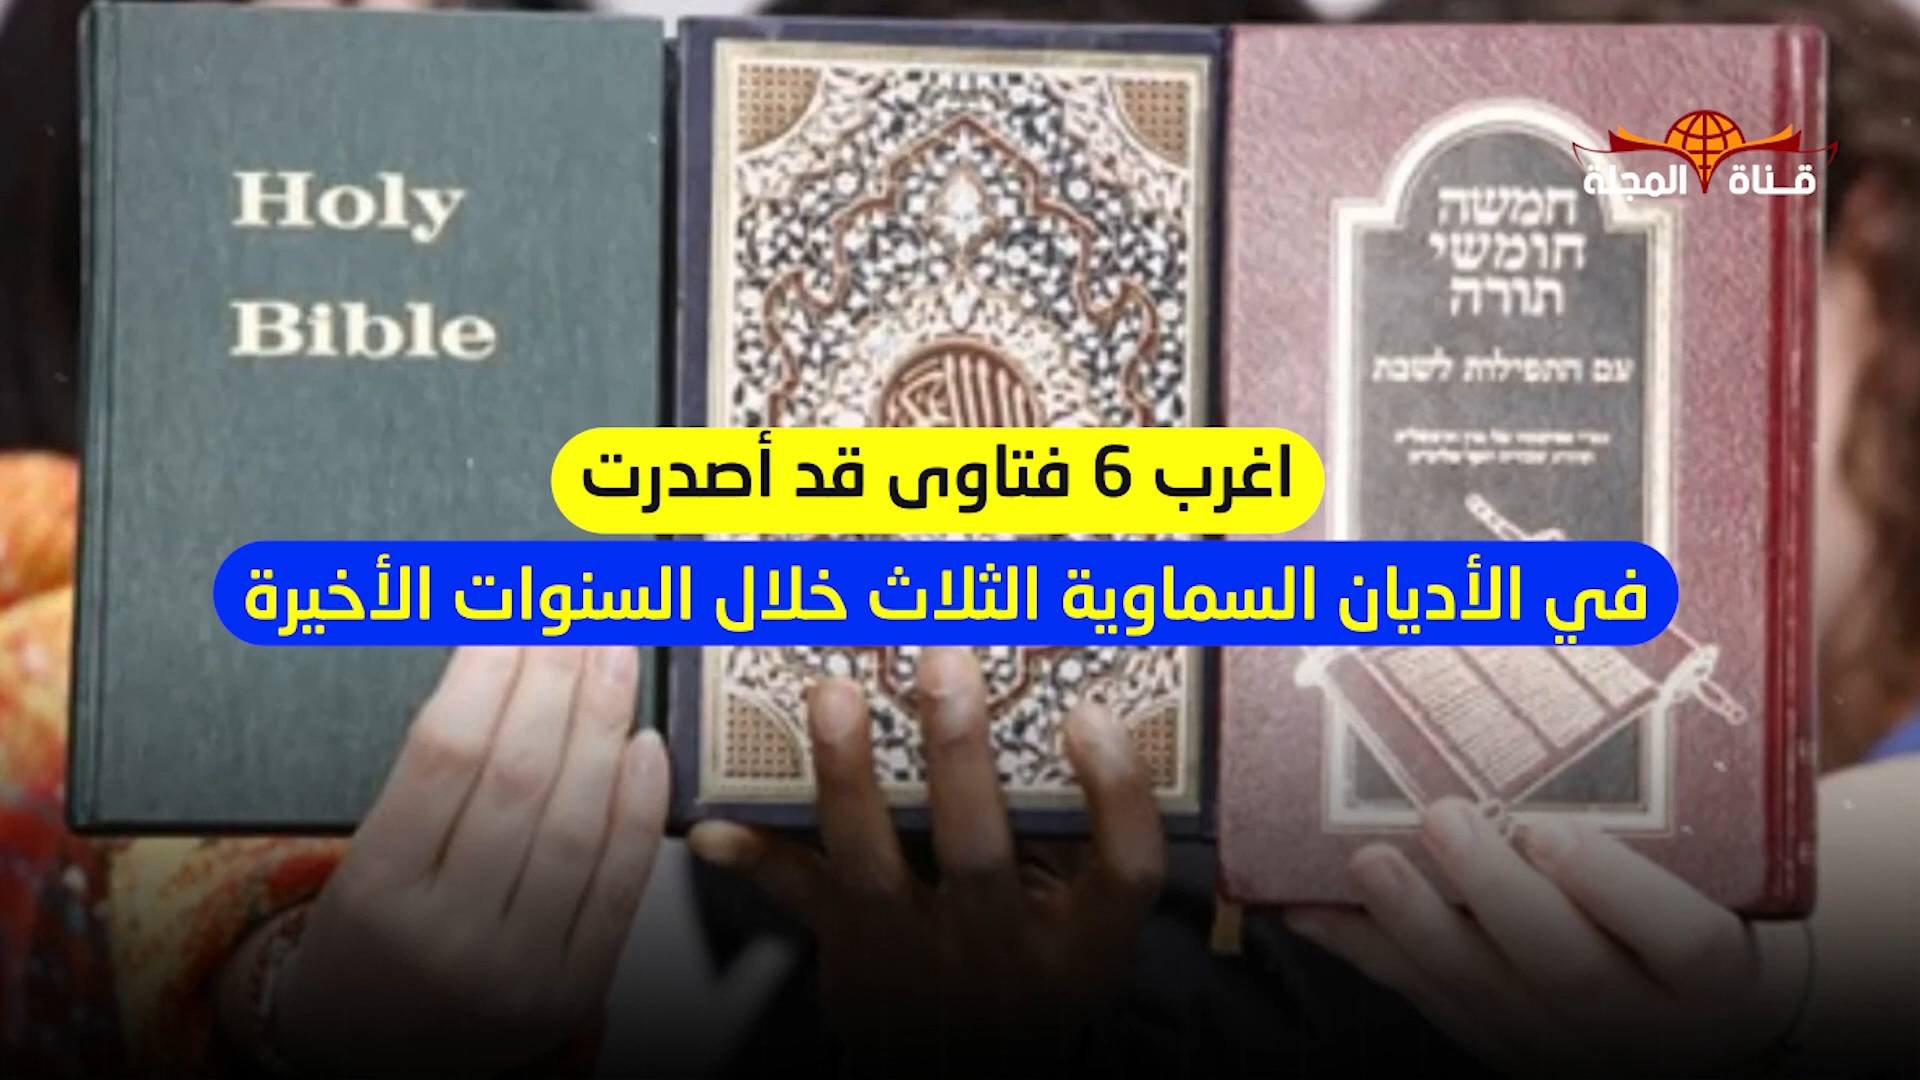 Holy
Bible
חמשה
חומשי
תורה
עם התפילות לשבת
قناة المجلة
اغرب 6 فتاوى قد أصدرت
في الأديان السماوية الثلاث خلال السنوات الأخيرة